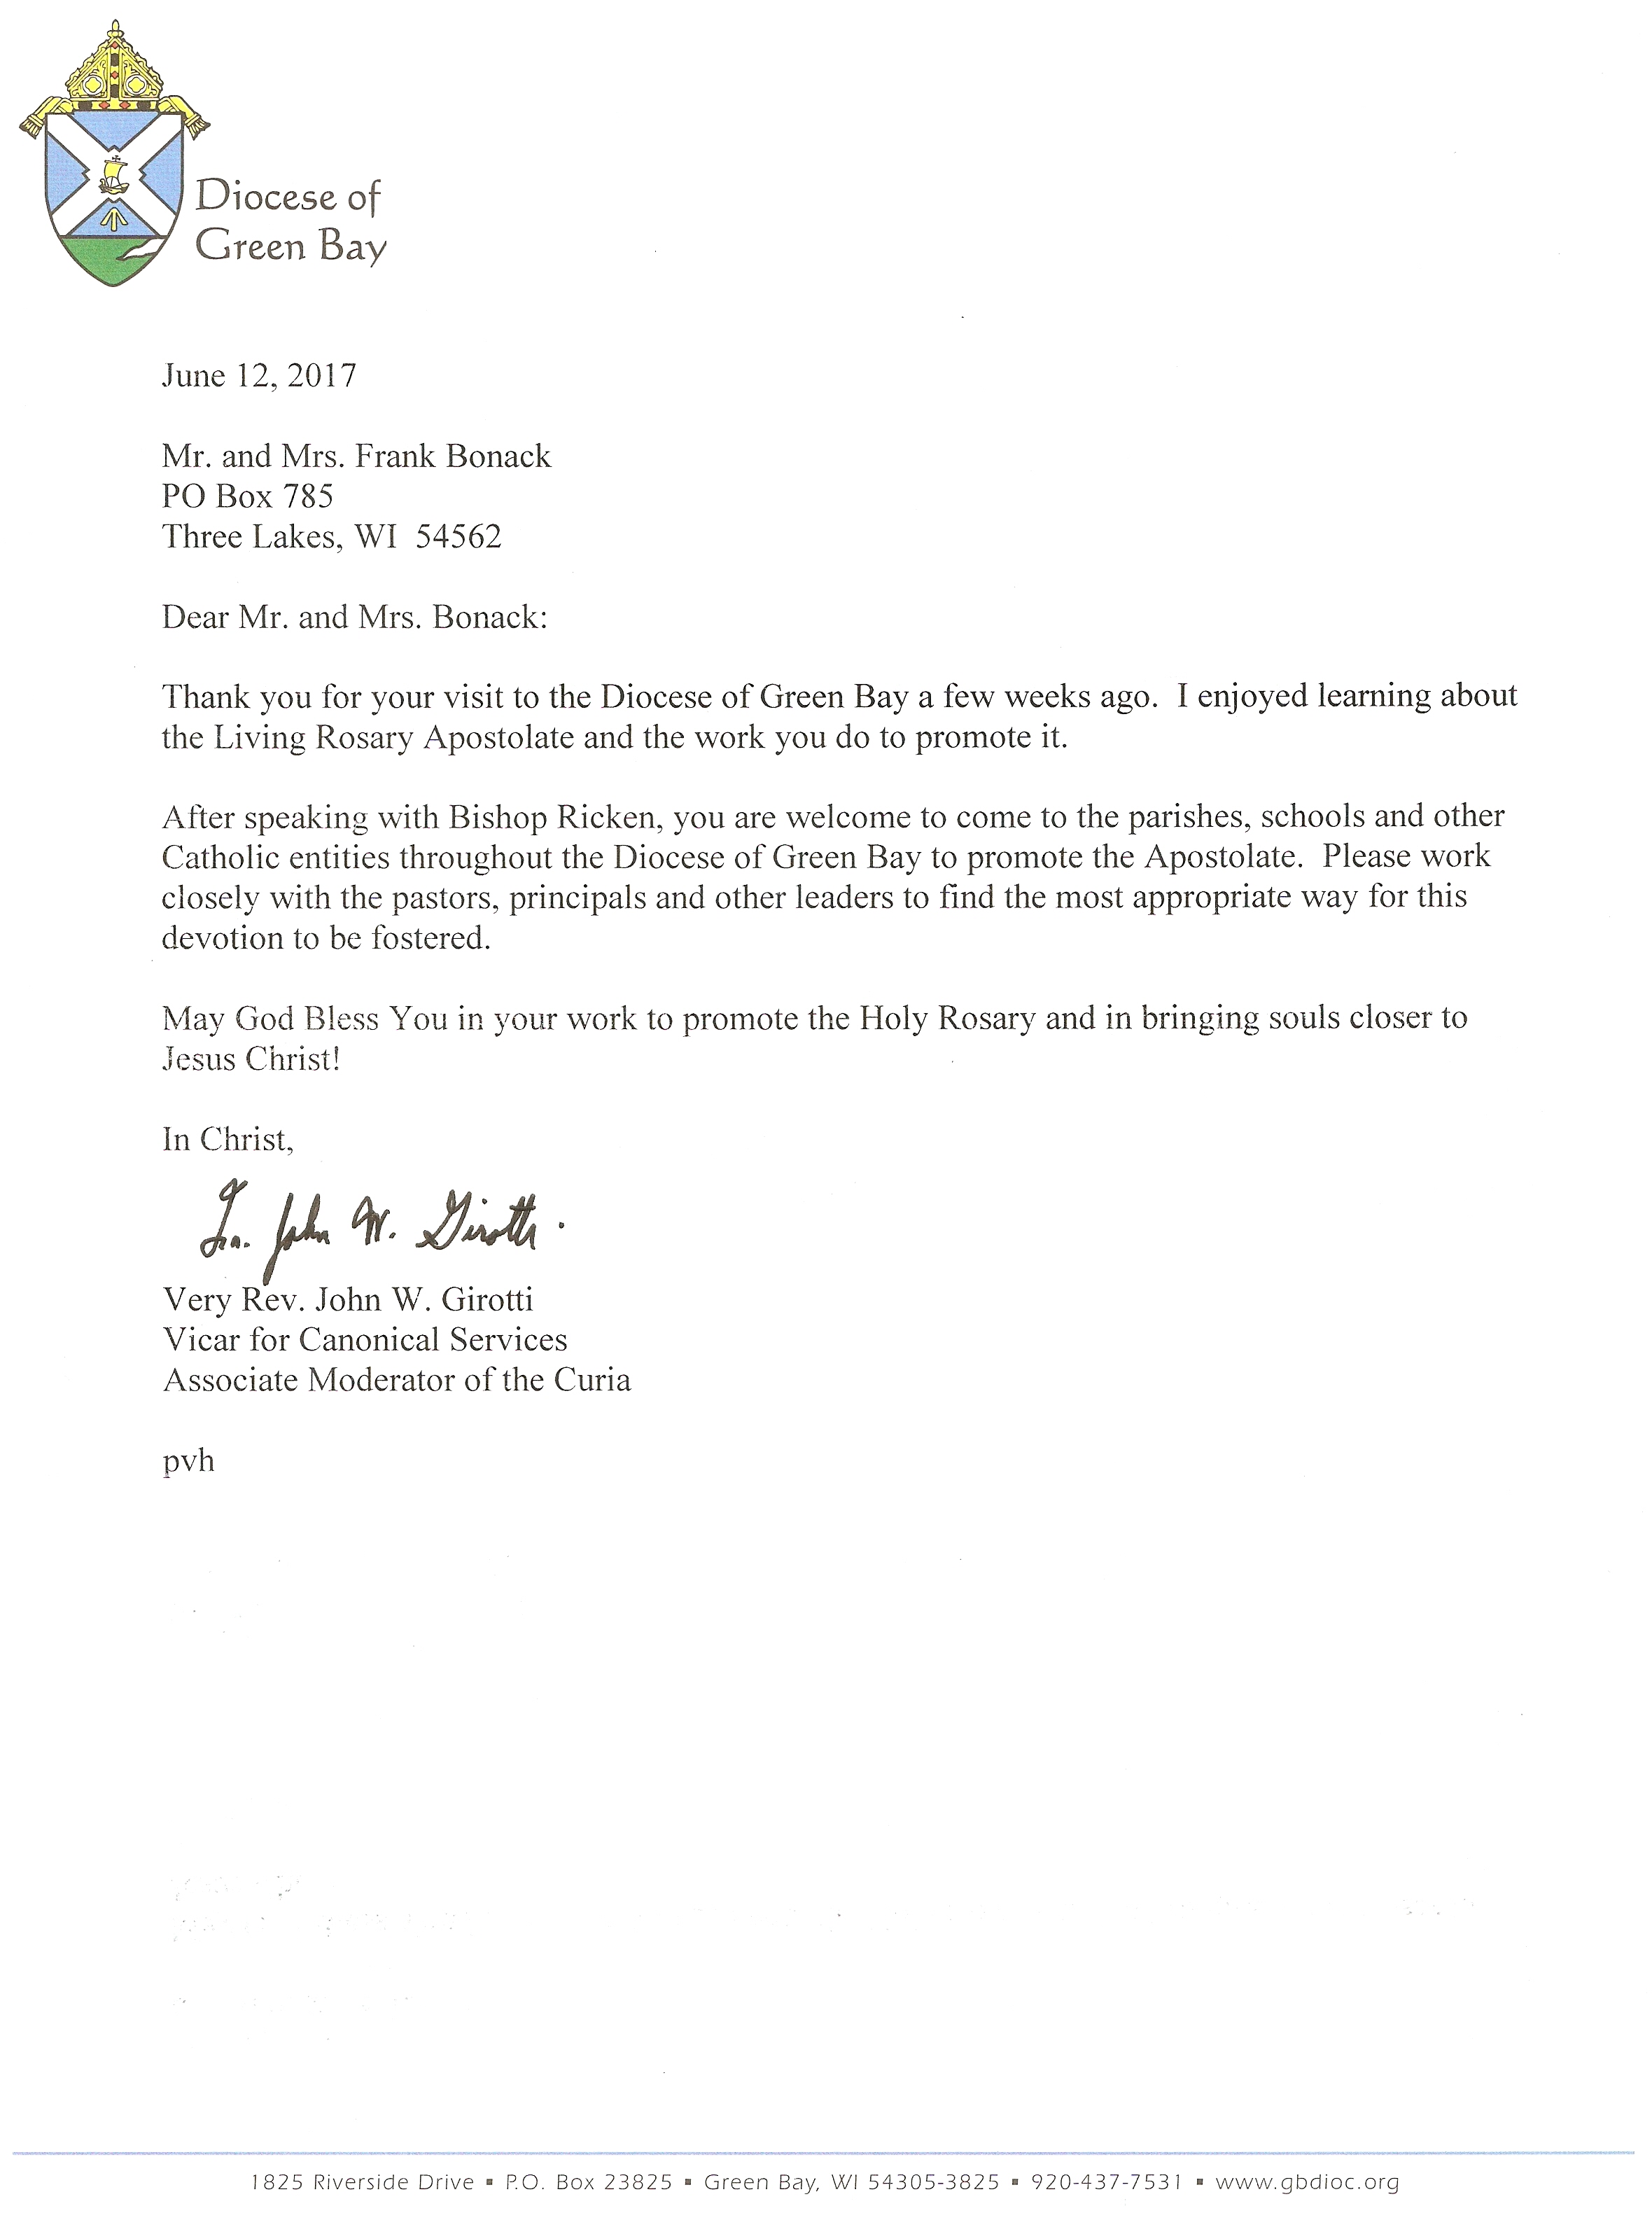 Diocese of
Green Bay
June 12, 2017
Mr. and Mrs. Frank Bonack
PO Box 785
Three Lakes, WI  54562
Dear Mr. and Mrs. Bonack:
Thank you for your visit to the Diocese of Green Bay a few weeks ago.  I enjoyed learning about
the Living Rosary Apostolate and the work you do to promote it.
After speaking with Bishop Ricken, you are welcome to come to the parishes, schools and other
Catholic entities throughout the Diocese of Green Bay to promote the Apostolate.  Please work
closely with the pastors, principals and other leaders to find the most appropriate way for this
devotion to be fostered.
May God Bless You in your work to promote the Holy Rosary and in bringing souls closer to
Jesus Christ!
In Christ,
Fr. John W. Girotti
Very Rev. John W. Girotti
Vicar for Canonical Services
Associate Moderator of the Curia
pvh
1825 Riverside Drive ▪ P.O. Box 23825 ▪ Green Bay, WI 54305-3825 ▪ 920-437-7531 ▪ www.gbdioc.org